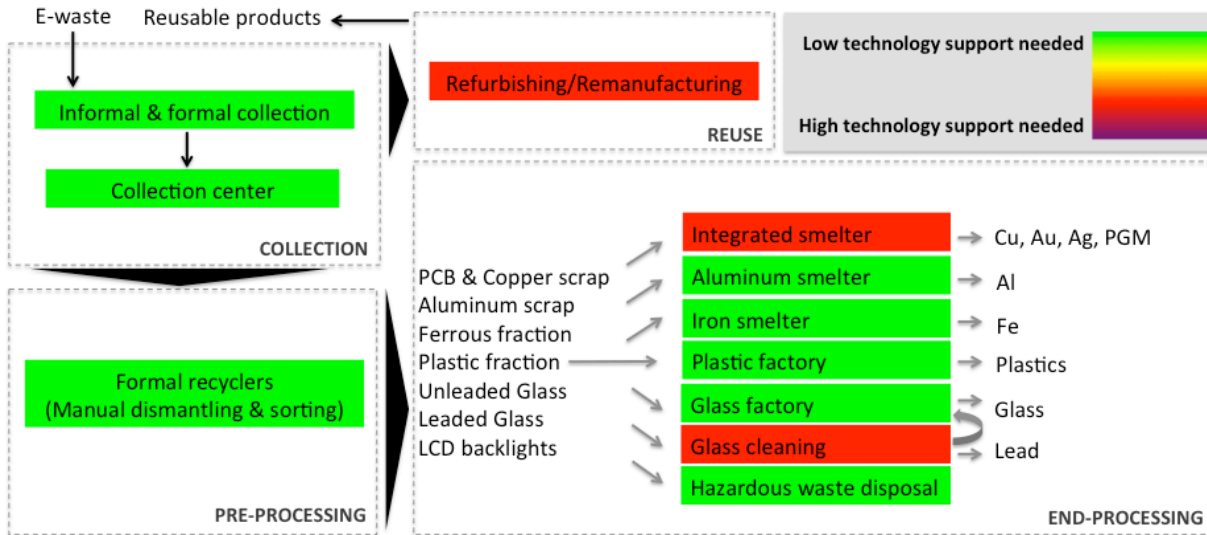 E-waste
Reusable products
Informal & formal collection
Collection center
COLLECTION
Refurbishing/Remanufacturing
REUSE
Low technology support needed
High technology support needed
Formal recyclers
(Manual dismantling & sorting)
PRE-PROCESSING
PCB & Copper scrap
Aluminum scrap
Ferrous fraction
Plastic fraction
Unleaded Glass
Leaded Glass
LCD backlights
Integrated smelter
Aluminum smelter
Iron smelter
Plastic factory
Glass factory
Glass cleaning
Hazardous waste disposal
Cu, Au, Ag, PGM
Al
Fe
Plastics
Glass
Lead
END-PROCESSING